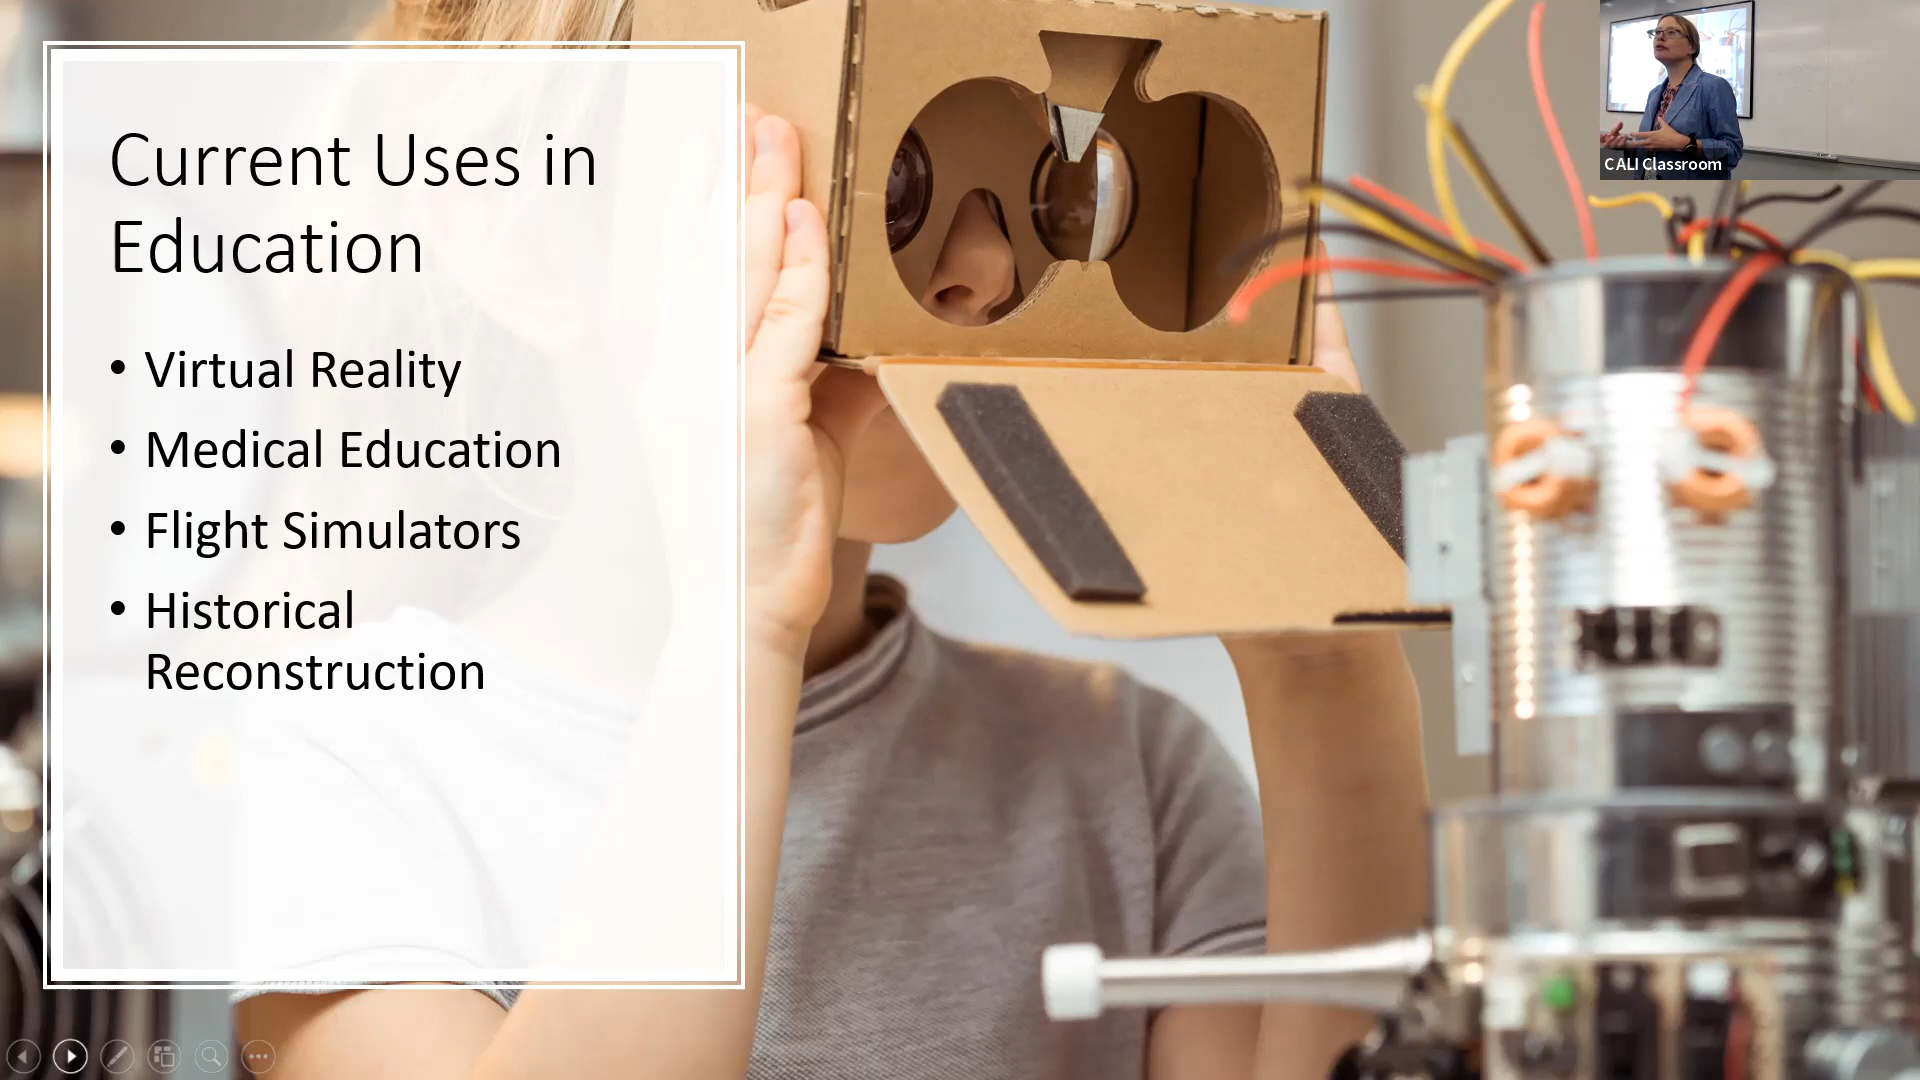 Current Uses in
Education
• Virtual Reality
• Medical Education
• Flight Simulators
• Historical
Reconstruction
CALI Classroom